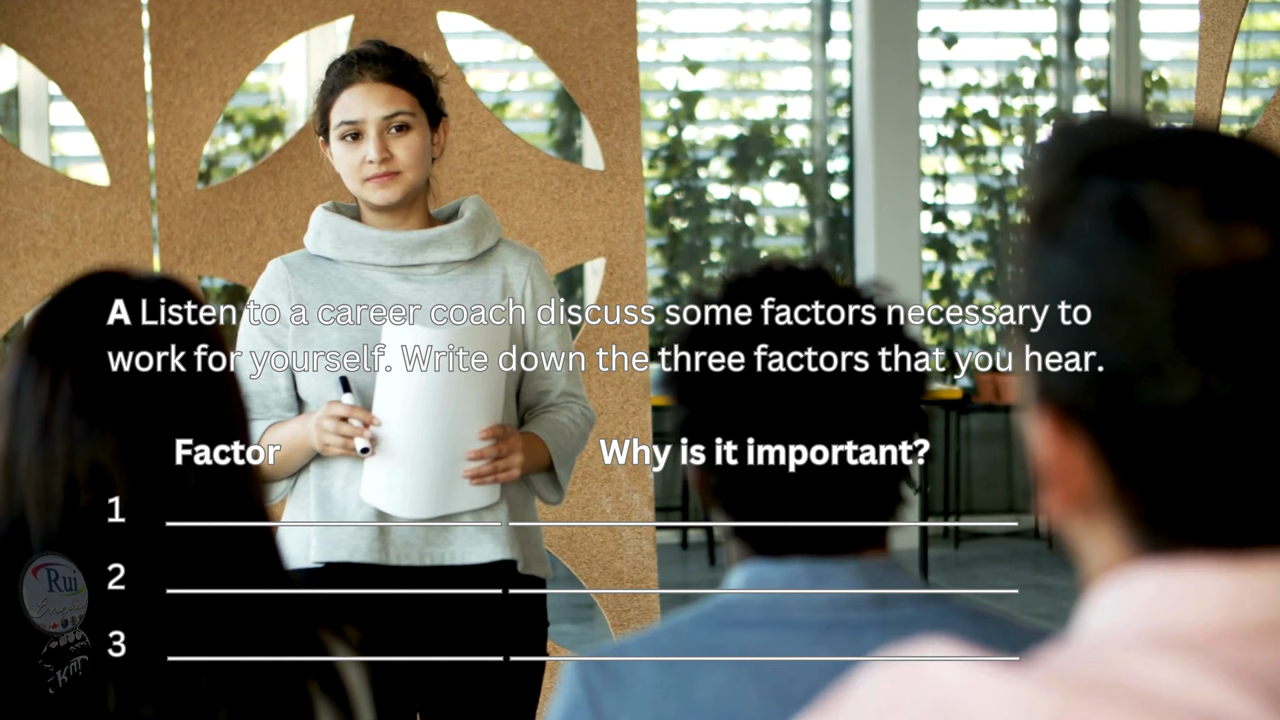 A Listen to a career coach discuss some factors necessary to
work for yourself. Write down the three factors that you hear.
Factor Why is it important?
1
2
3
Rui